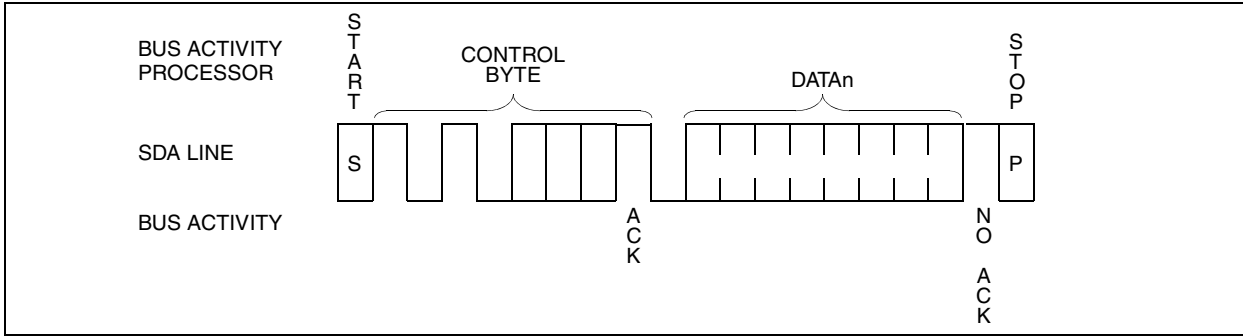 BUS ACTIVITY
PROCESSOR
START
CONTROL
BYTE
DATAn
STOP
SDA LINE
S
P
BUS ACTIVITY
ACK
NO ACK